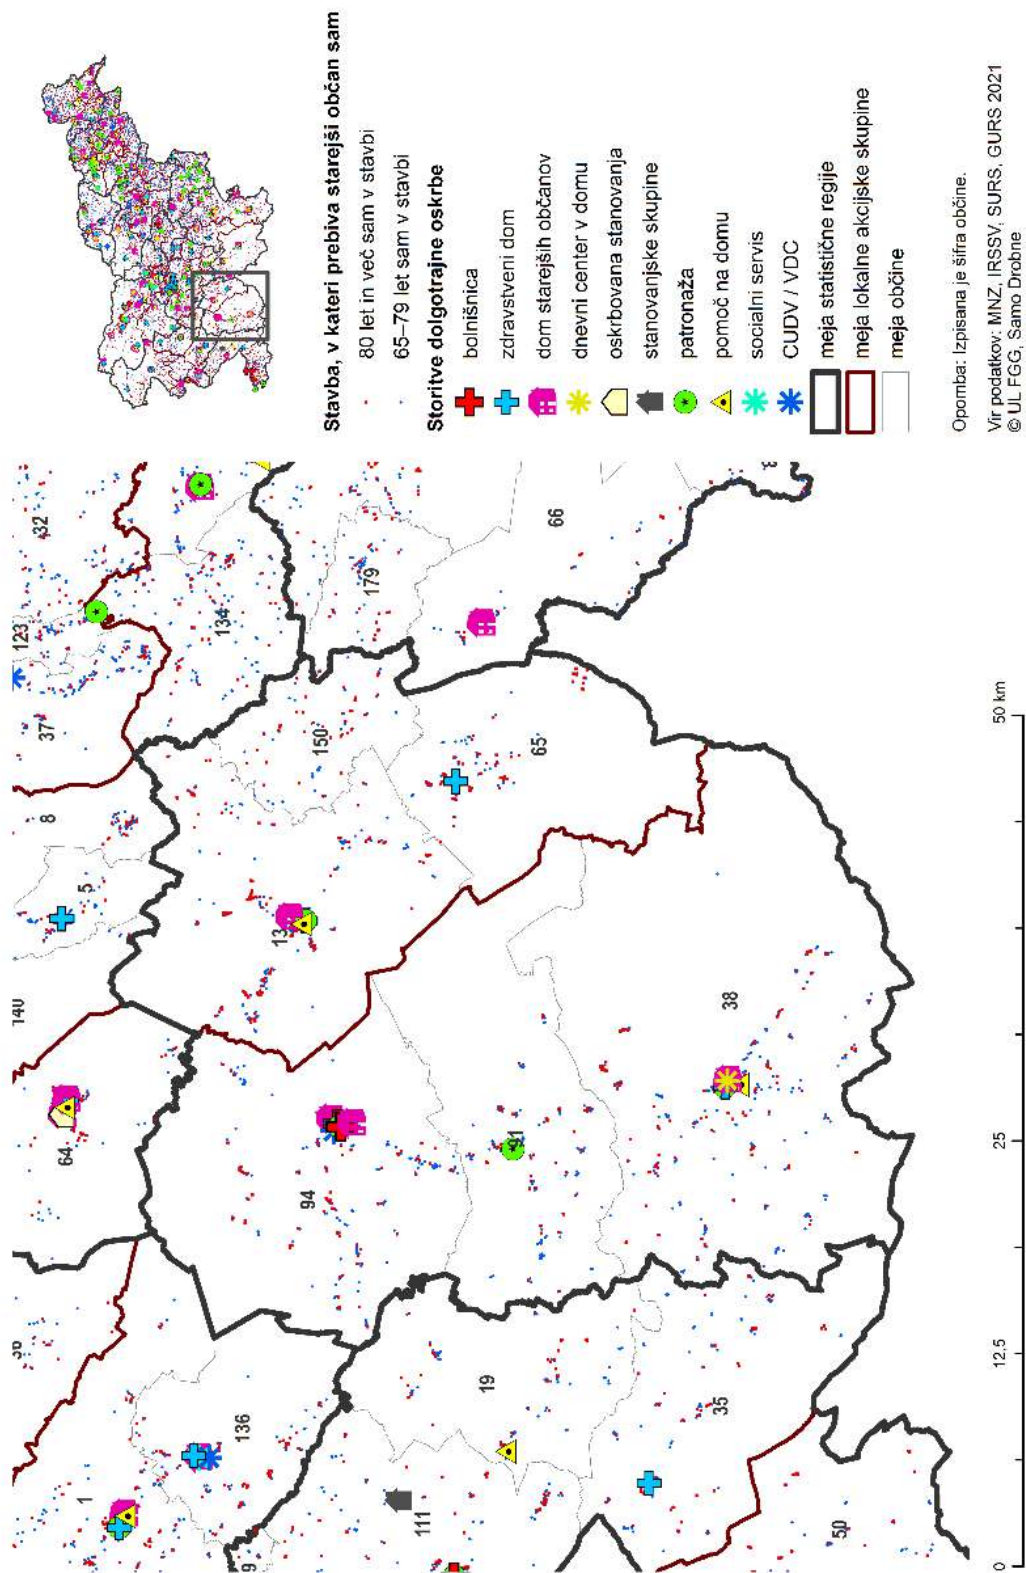 Stavba, v kateri prebiva starejši občan sam
80 let in več sam v stavbi
65–79 let sam v stavbi
Storitve dolgotrajne oskrbe
bolnišnica
zdravstveni dom
dom starejših občanov
dnevni center v domu
oskrbovana stanovanja
stanovanjske skupine
patronaža
pomoč na domu
socialni servis
CUDV / VDC
meja statistične regije
meja lokalne akcijske skupine
meja občine
Opomba: Izpisana je šifra občine.
Vir podatkov: MNZ, IRSSV, SURS, GURS 2021
© UL FGG, Samo Drobne
1
64
140
5
8
37
123
32
136
9
94
13
150
134
179
111
19
91
65
66
35
38
50
0
12.5
25
50 km